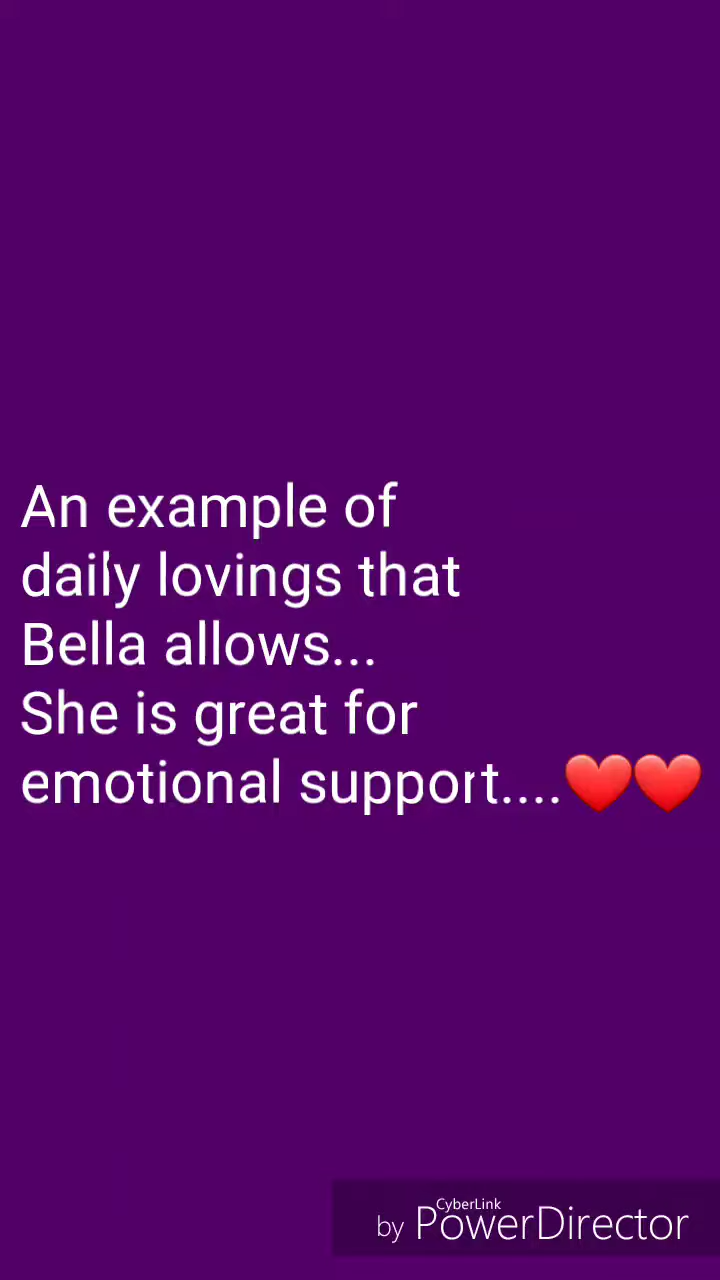 An example of
daily lovings that
Bella allows...
She is great for
emotional support....❤️❤️
CyberLink
by PowerDirector